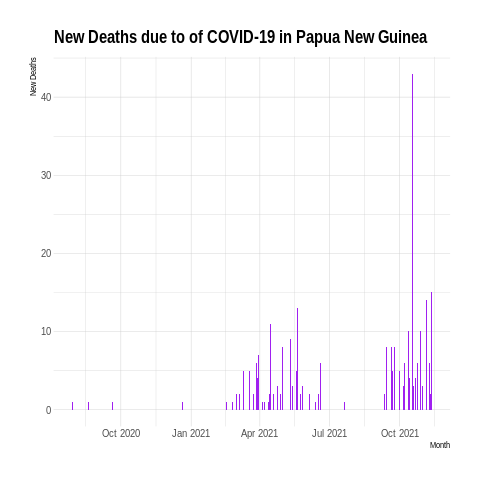 New Deaths due to of COVID-19 in Papua New Guinea
New Deaths
40
30
20
10
0
Oct 2020 Jan 2021 Apr 2021 Jul 2021 Oct 2021
Month